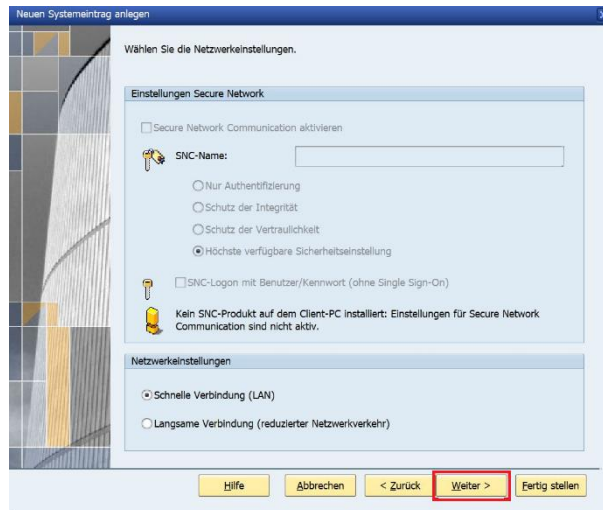 Neuen Systemeintrag anlegen
Wählen Sie die Netzwerkeinstellungen.
Einstellungen Secure Network
Secure Network Communication aktivieren
SNC-Name:
Nur Authentifizierung
Schutz der Integrität
Schutz der Vertraulichkeit
Höchste verfügbare Sicherheitseinstellung
SNC-Logon mit Benutzer/Kennwort (ohne Single Sign-On)
Kein SNC-Produkt auf dem Client-PC installiert: Einstellungen für Secure Network
Communication sind nicht aktiv.
Netzwerkeinstellungen
Schnelle Verbindung (LAN)
Langsame Verbindung (reduzierter Netzwerkverkehr)
Hilfe Abbrechen < Zurück Weiter > Fertig stellen